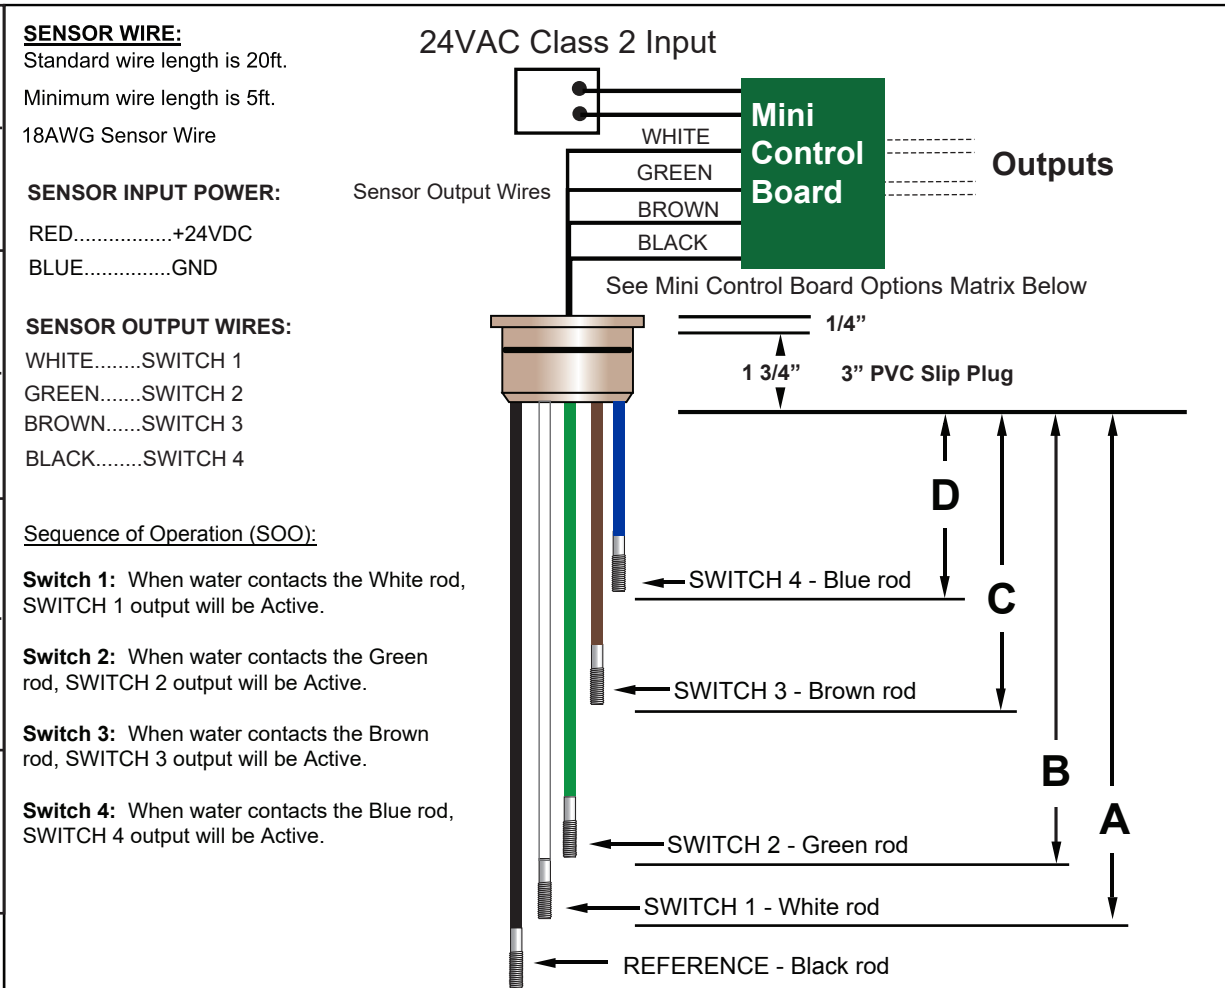 SENSOR WIRE:
Standard wire length is 20ft.
Minimum wire length is 5ft.
18AWG Sensor Wire
SENSOR INPUT POWER:
RED.................+24VDC
BLUE...............GND
SENSOR OUTPUT WIRES:
WHITE........SWITCH 1
GREEN.......SWITCH 2
BROWN......SWITCH 3
BLACK........SWITCH 4
Sequence of Operation (SOO):
Switch 1: When water contacts the White rod,
SWITCH 1 output will be Active.
Switch 2: When water contacts the Green
rod, SWITCH 2 output will be Active.
Switch 3: When water contacts the Brown
rod, SWITCH 3 output will be Active.
Switch 4: When water contacts the Blue rod,
SWITCH 4 output will be Active.
24VAC Class 2 Input
Mini
Control
Board
WHITE
GREEN
BROWN
BLACK
Sensor Output Wires
Outputs
See Mini Control Board Options Matrix Below
1/4”
1 3/4”
3” PVC Slip Plug
D
C
B
A
SWITCH 4 - Blue rod
SWITCH 3 - Brown rod
SWITCH 2 - Green rod
SWITCH 1 - White rod
REFERENCE - Black rod